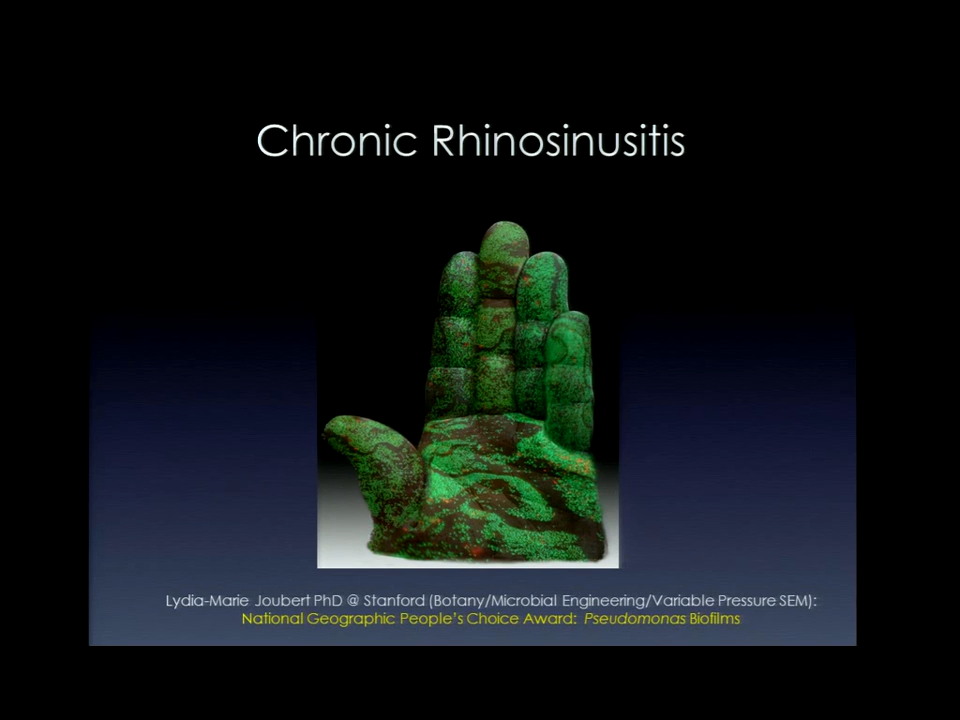 Chronic Rhinosinusitis
Lydia-Marie Joubert PhD @ Stanford (Botany/Microbial Engineering/Variable Pressure SEM):
National Geographic People's Choice Award: Pseudomonas Biofilms